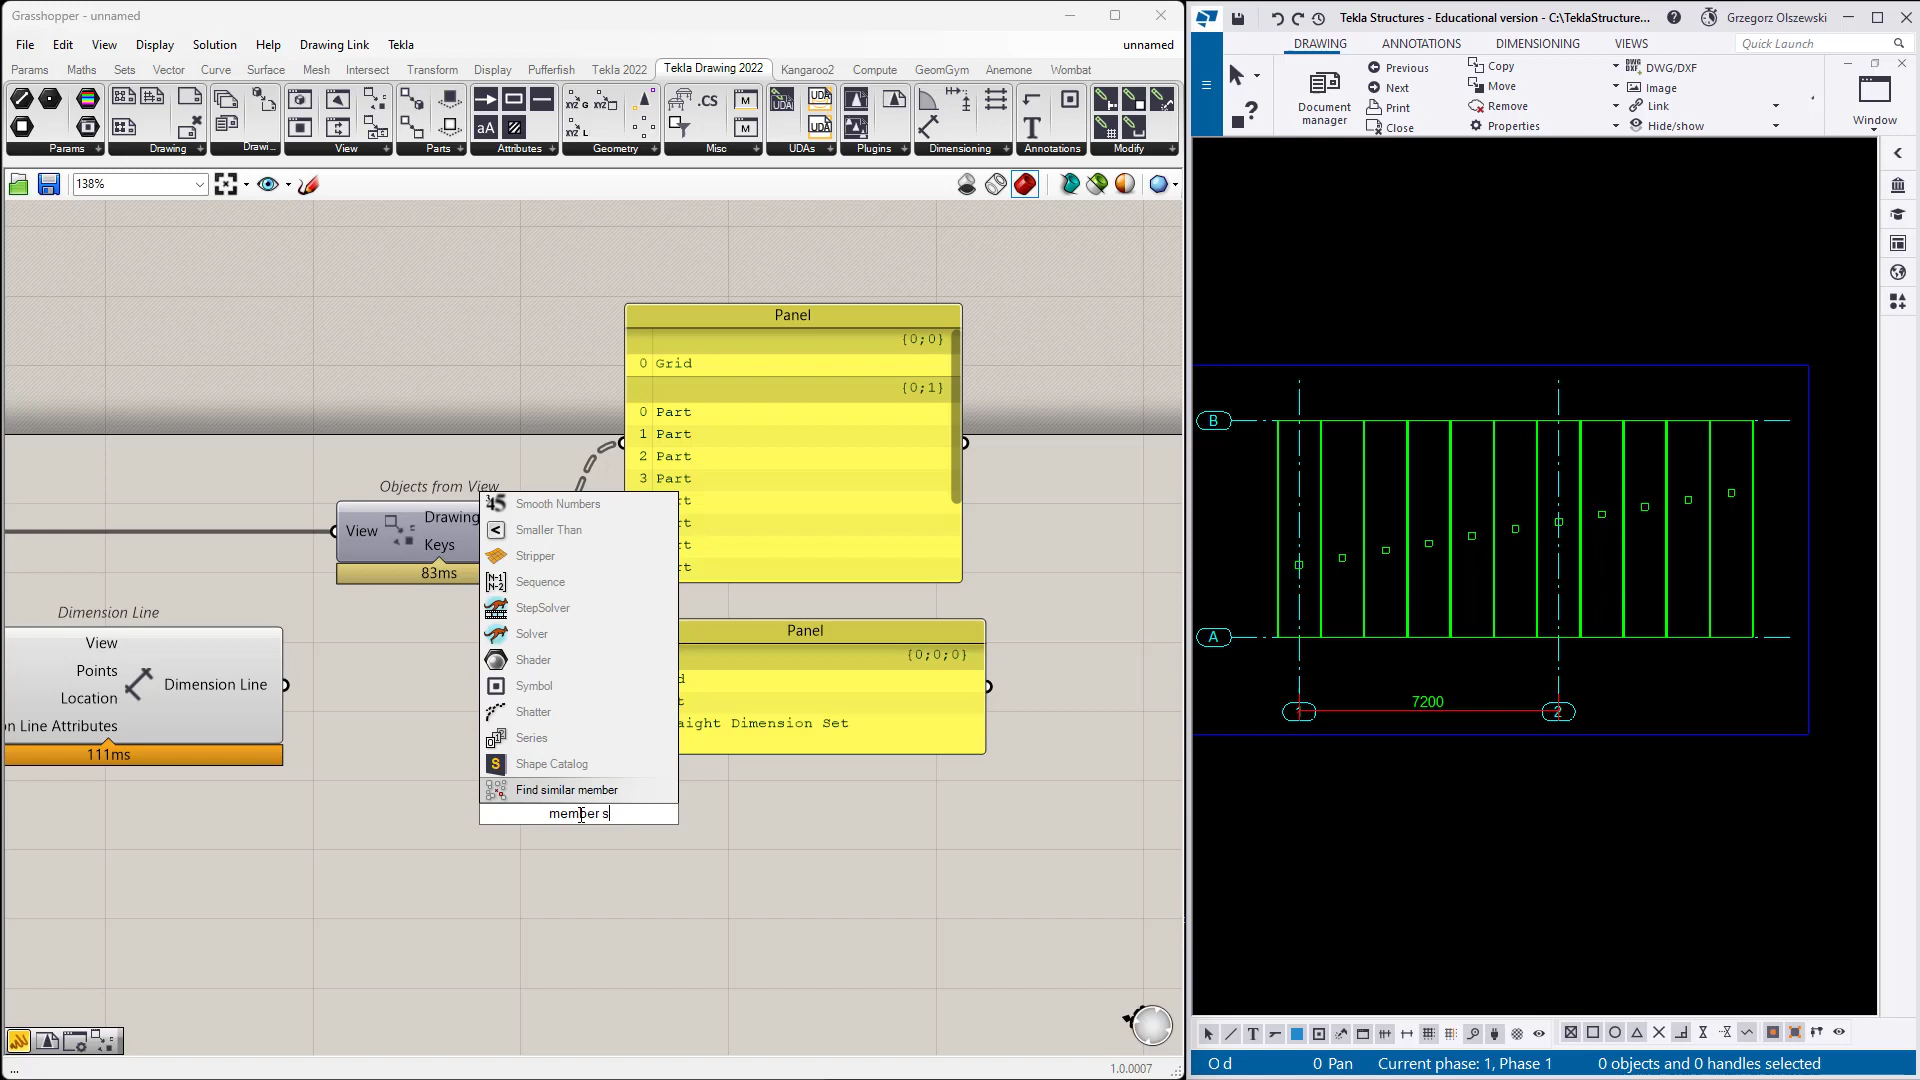 Grasshopper - unnamed
File Edit View Display Solution Help Drawing Link Tekla unnamed
Params Maths Sets Vector Curve Surface Mesh Intersect Transform Display Pufferfish Tekla 2022 Tekla Drawing 2022 Kangaroo2 Compute GeomGym Anemone Wombat
Params Drawing Drawi... View Parts Attributes Geometry Misc UDAs Plugins Dimensioning Annotations Modify
138%
Panel
{0;0}
0 Grid
{0;1}
0 Part
1 Part
2 Part
3 Part
rt
rt
rt
rt
Objects from View
View
Drawing
Keys
83ms
Dimension Line
View
Points
Location
on Line Attributes
Dimension Line
111ms
Smooth Numbers
Smaller Than
Stripper
Sequence
StepSolver
Solver
Shader
Symbol
Shatter
Series
Shape Catalog
Find similar member
member s
Panel
{0;0;0}
d
t
aight Dimension Set
...
1.0.0007
Tekla Structures - Educational version - C:\TeklaStructure... Grzegorz Olszewski
DRAWING ANNOTATIONS DIMENSIONING VIEWS Quick Launch
Document manager
Previous
Next
Print
Close
Copy
Move
Remove
Properties
DWG/DXF
Image
Link
Hide/show
Window
B
A
7200
1
2
O d 0 Pan Current phase: 1, Phase 1 0 objects and 0 handles selected